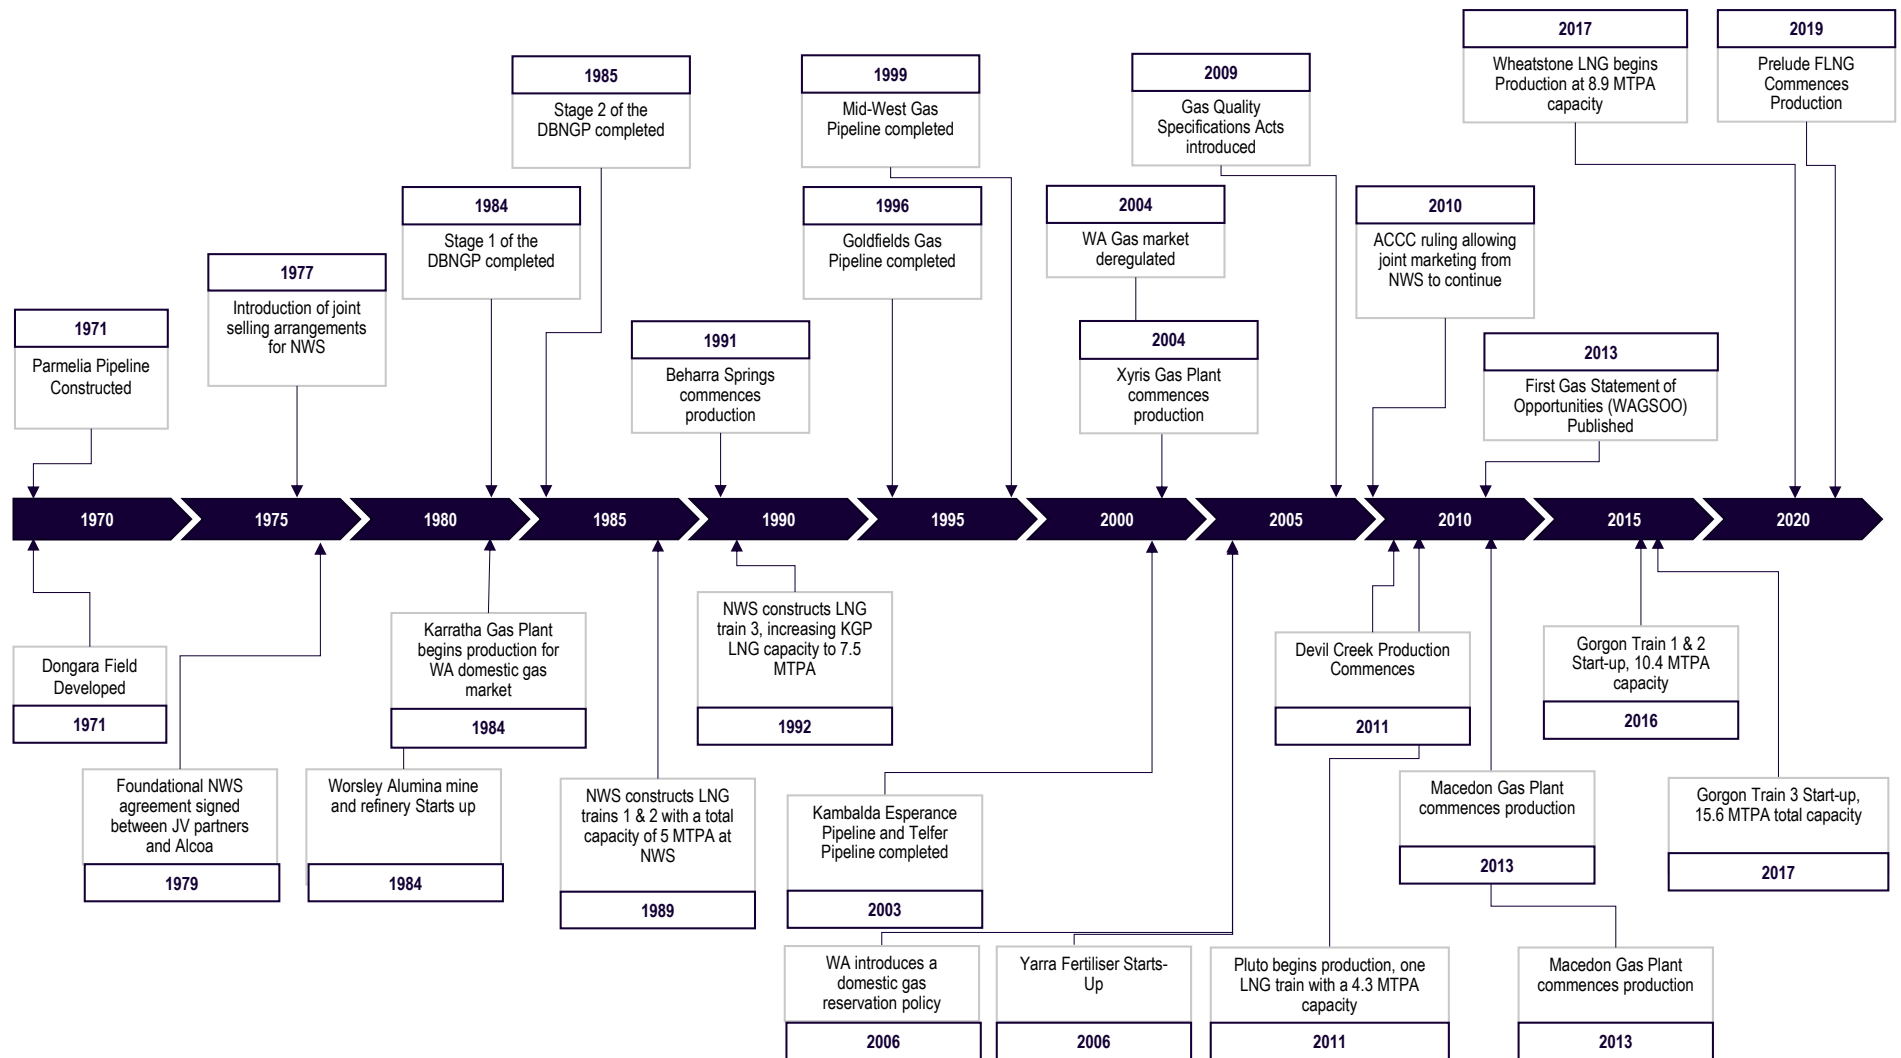 2017
Wheatstone LNG begins
Production at 8.9 MTPA
capacity
2019
Prelude FLNG
Commences
Production
1985
Stage 2 of the
DBNGP completed
1999
Mid-West Gas
Pipeline completed
2009
Gas Quality
Specifications Acts
introduced
1984
Stage 1 of the
DBNGP completed
1996
Goldfields Gas
Pipeline completed
2004
WA Gas market
deregulated
2010
ACCC ruling allowing
joint marketing from
NWS to continue
1977
Introduction of joint
selling arrangements
for NWS
1971
Parmelia Pipeline
Constructed
1991
Beharra Springs
commences
production
2004
Xyris Gas Plant
commences
production
2013
First Gas Statement of
Opportunities (WAGSOO)
Published
1970
1975
1980
1985
1990
1995
2000
2005
2010
2015
2020
Dongara Field
Developed
1971
Karratha Gas Plant
begins production for
WA domestic gas
market
1984
NWS constructs LNG
train 3, increasing KGP
LNG capacity to 7.5
MTPA
1992
Devil Creek Production
Commences
2011
Gorgon Train 1 & 2
Start-up, 10.4 MTPA
capacity
2016
Foundational NWS
agreement signed
between JV partners
and Alcoa
1979
Worsley Alumina mine
and refinery Starts up
1984
NWS constructs LNG
trains 1 & 2 with a total
capacity of 5 MTPA at
NWS
1989
Kambalda Esperance
Pipeline and Telfer
Pipeline completed
2003
Macedon Gas Plant
commences production
2013
Gorgon Train 3 Start-up,
15.6 MTPA total capacity
2017
WA introduces a
domestic gas
reservation policy
2006
Yarra Fertiliser Starts-
Up
2006
Pluto begins production, one
LNG train with a 4.3 MTPA
capacity
2011
Macedon Gas Plant
commences production
2013